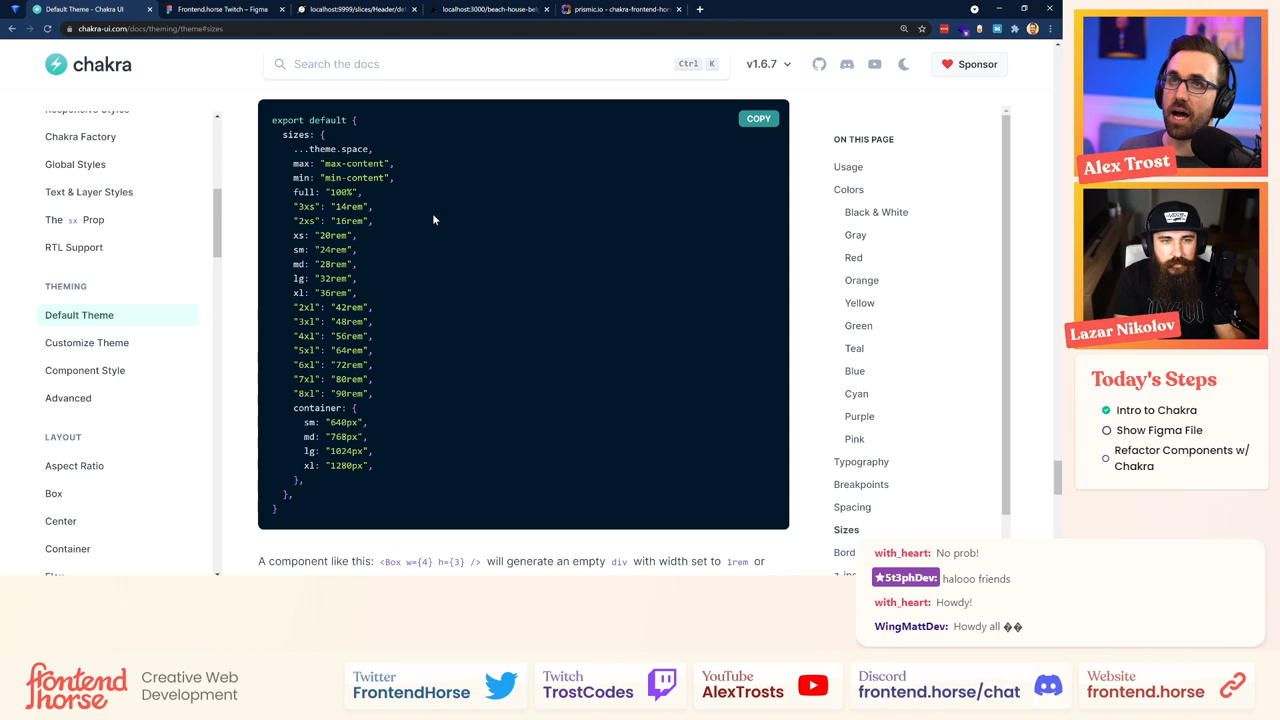 Default Theme - Chakra UI
Frontend.horse Twitch – Figma
localhost:9999/slices/Header/def
localhost:3000/beach-house-bel
prismic.io - chakra-frontend-hor
chakra-ui.com/docs/theming/theme#sizes
chakra
Search the docs
Ctrl K
v1.6.7
Sponsor
Responsive Styles
Chakra Factory
Global Styles
Text & Layer Styles
The sx Prop
RTL Support
THEMING
Default Theme
Customize Theme
Component Style
Advanced
LAYOUT
Aspect Ratio
Box
Center
Container
Flex
COPY
export default {
sizes: {
...theme.space,
max: "max-content",
min: "min-content",
full: "100%",
"3xs": "14rem",
"2xs": "16rem",
xs: "20rem",
sm: "24rem",
md: "28rem",
lg: "32rem",
xl: "36rem",
"2xl": "42rem",
"3xl": "48rem",
"4xl": "56rem",
"5xl": "64rem",
"6xl": "72rem",
"7xl": "80rem",
"8xl": "90rem",
container: {
sm: "640px",
md: "768px",
lg: "1024px",
xl: "1280px",
},
},
}
A component like this: <Box w={4} h={3} /> will generate an empty div with width set to 1rem or
ON THIS PAGE
Usage
Colors
Black & White
Gray
Red
Orange
Yellow
Green
Teal
Blue
Cyan
Purple
Pink
Typography
Breakpoints
Spacing
Sizes
Bord
Alex Trost
Lazar Nikolov
Today's Steps
Intro to Chakra
Show Figma File
Refactor Components w/
Chakra
with_heart: No prob!
★5t3phDev: halooo friends
with_heart: Howdy!
WingMattDev: Howdy all ��
frontend
horse
Creative Web
Development
Twitter
FrontendHorse
Twitch
TrostCodes
YouTube
AlexTrosts
Discord
frontend.horse/chat
Website
frontend.horse